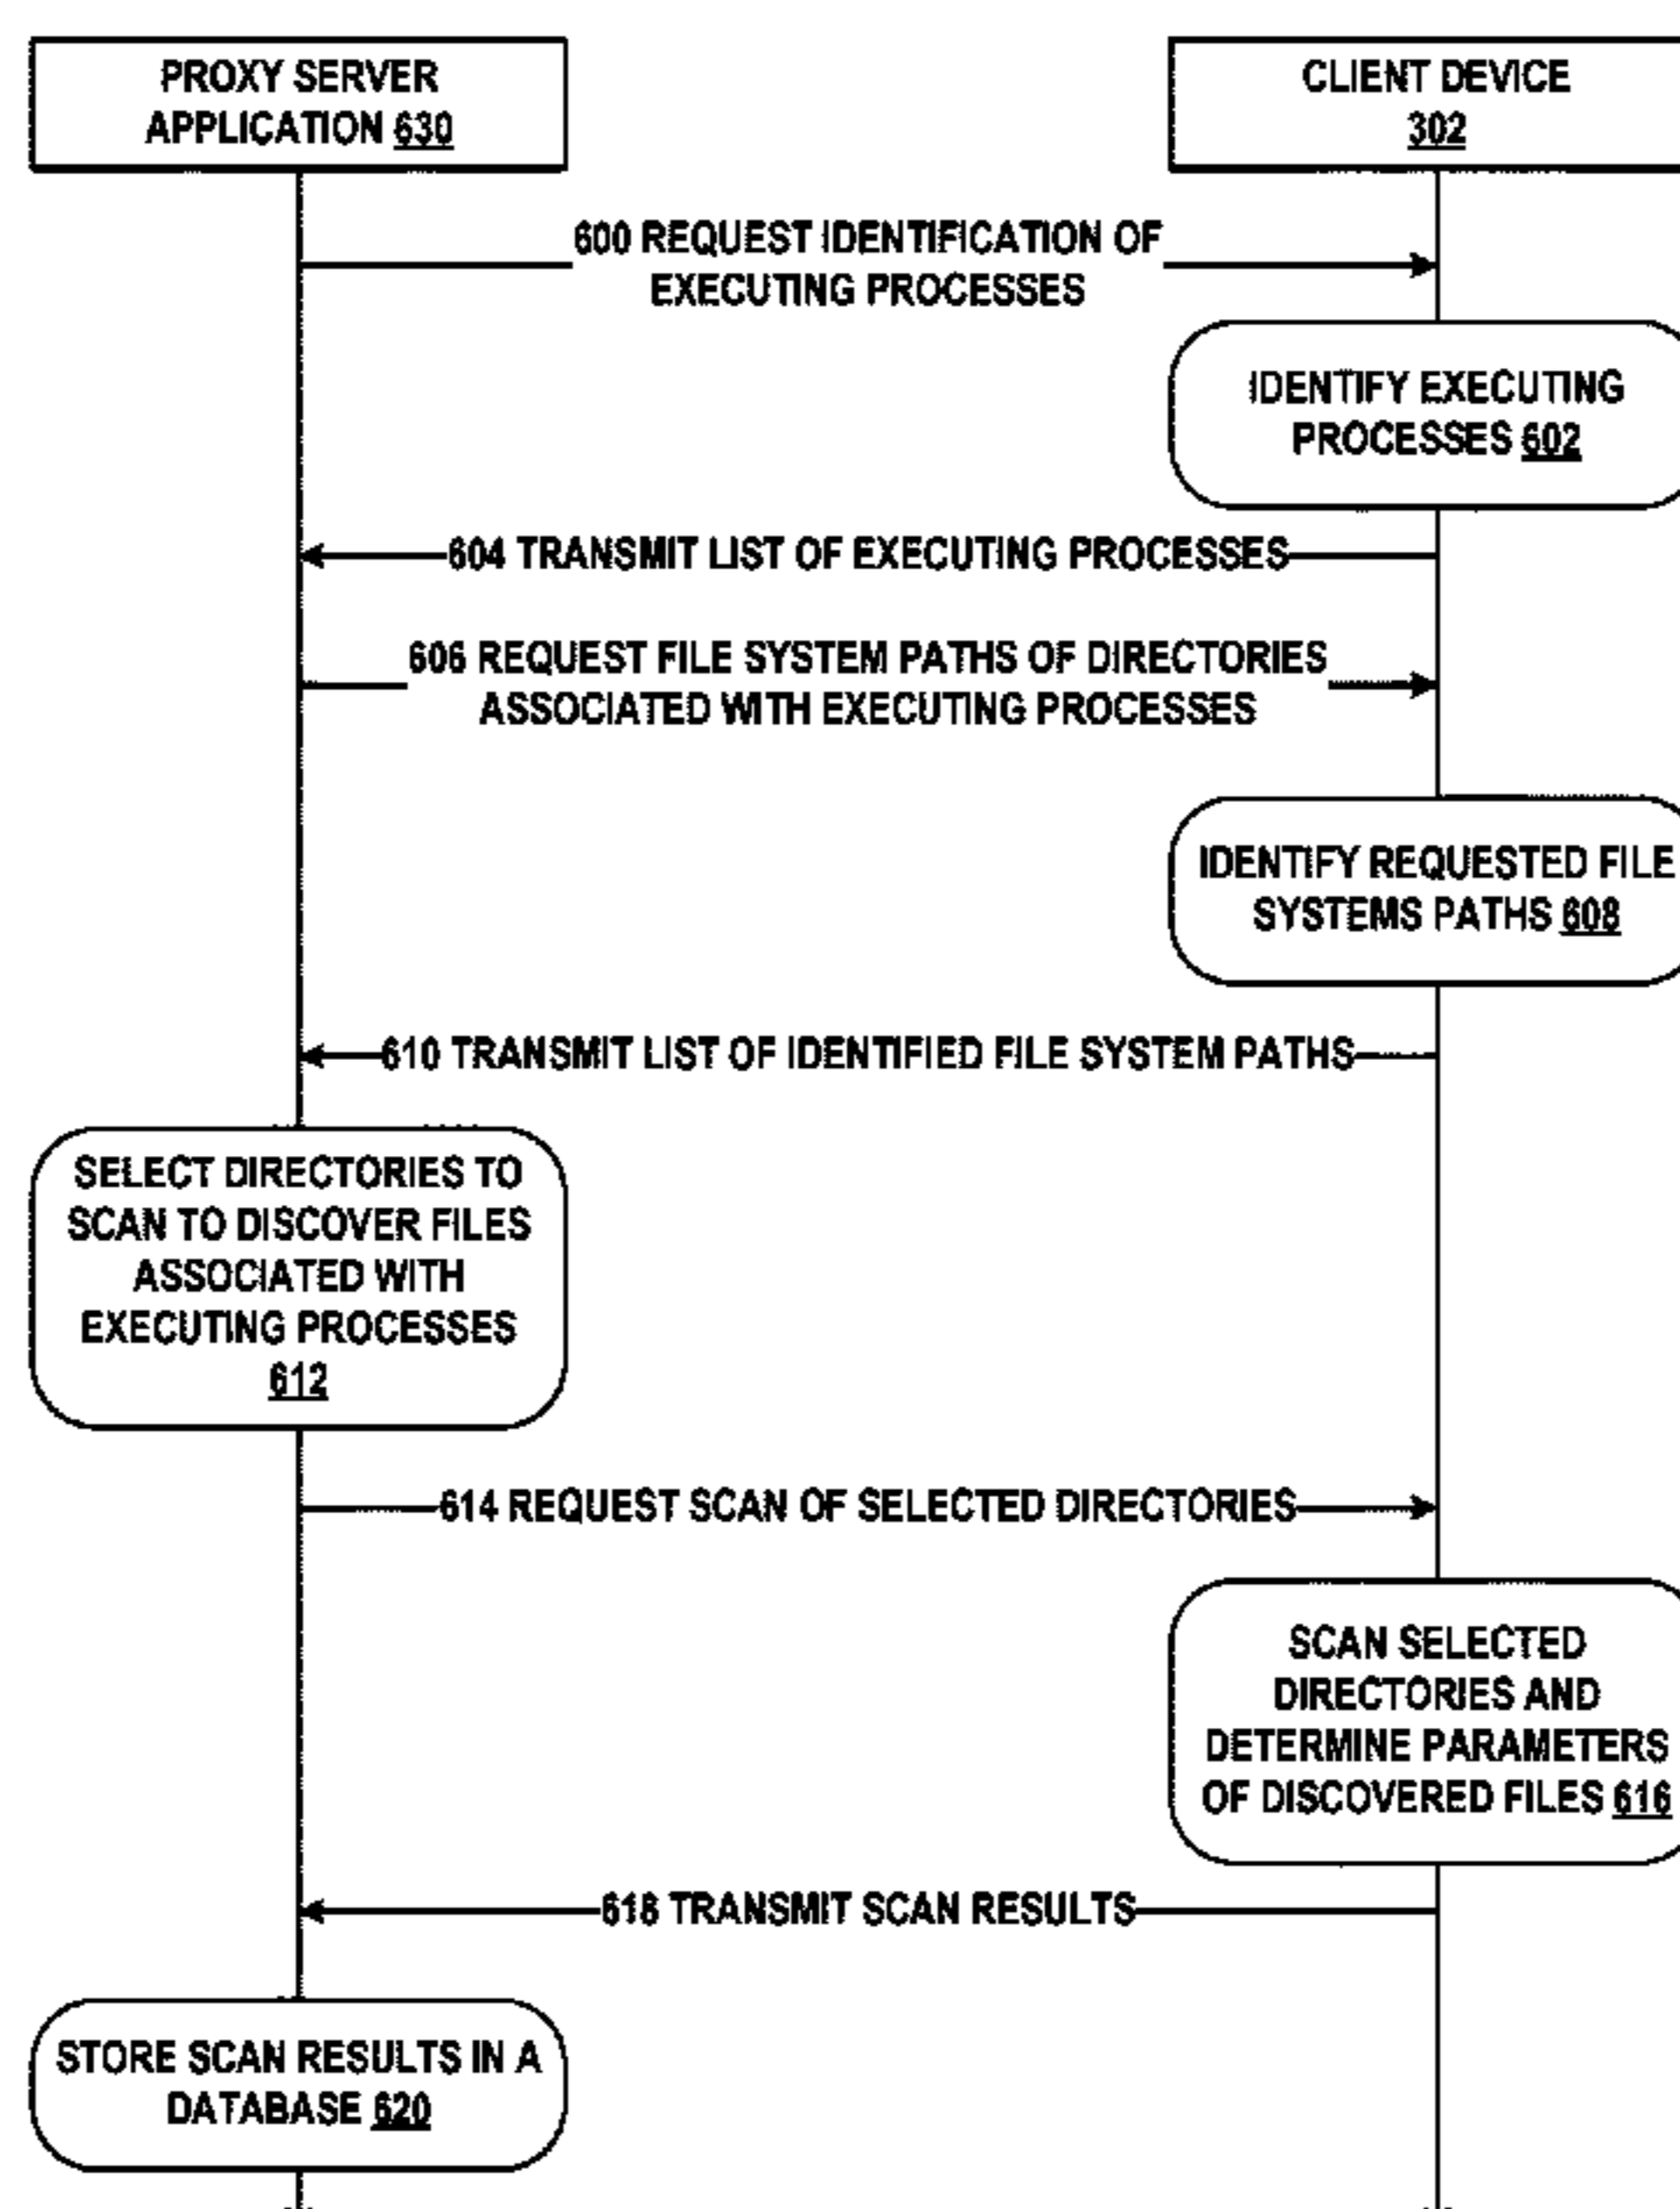 PROXY SERVER
APPLICATION 630
CLIENT DEVICE
302
600 REQUEST IDENTIFICATION OF
EXECUTING PROCESSES
IDENTIFY EXECUTING
PROCESSES 602
604 TRANSMIT LIST OF EXECUTING PROCESSES
606 REQUEST FILE SYSTEM PATHS OF DIRECTORIES
ASSOCIATED WITH EXECUTING PROCESSES
IDENTIFY REQUESTED FILE
SYSTEMS PATHS 608
610 TRANSMIT LIST OF IDENTIFIED FILE SYSTEM PATHS
SELECT DIRECTORIES TO
SCAN TO DISCOVER FILES
ASSOCIATED WITH
EXECUTING PROCESSES
612
614 REQUEST SCAN OF SELECTED DIRECTORIES
SCAN SELECTED
DIRECTORIES AND
DETERMINE PARAMETERS
OF DISCOVERED FILES 616
618 TRANSMIT SCAN RESULTS
STORE SCAN RESULTS IN A
DATABASE 620